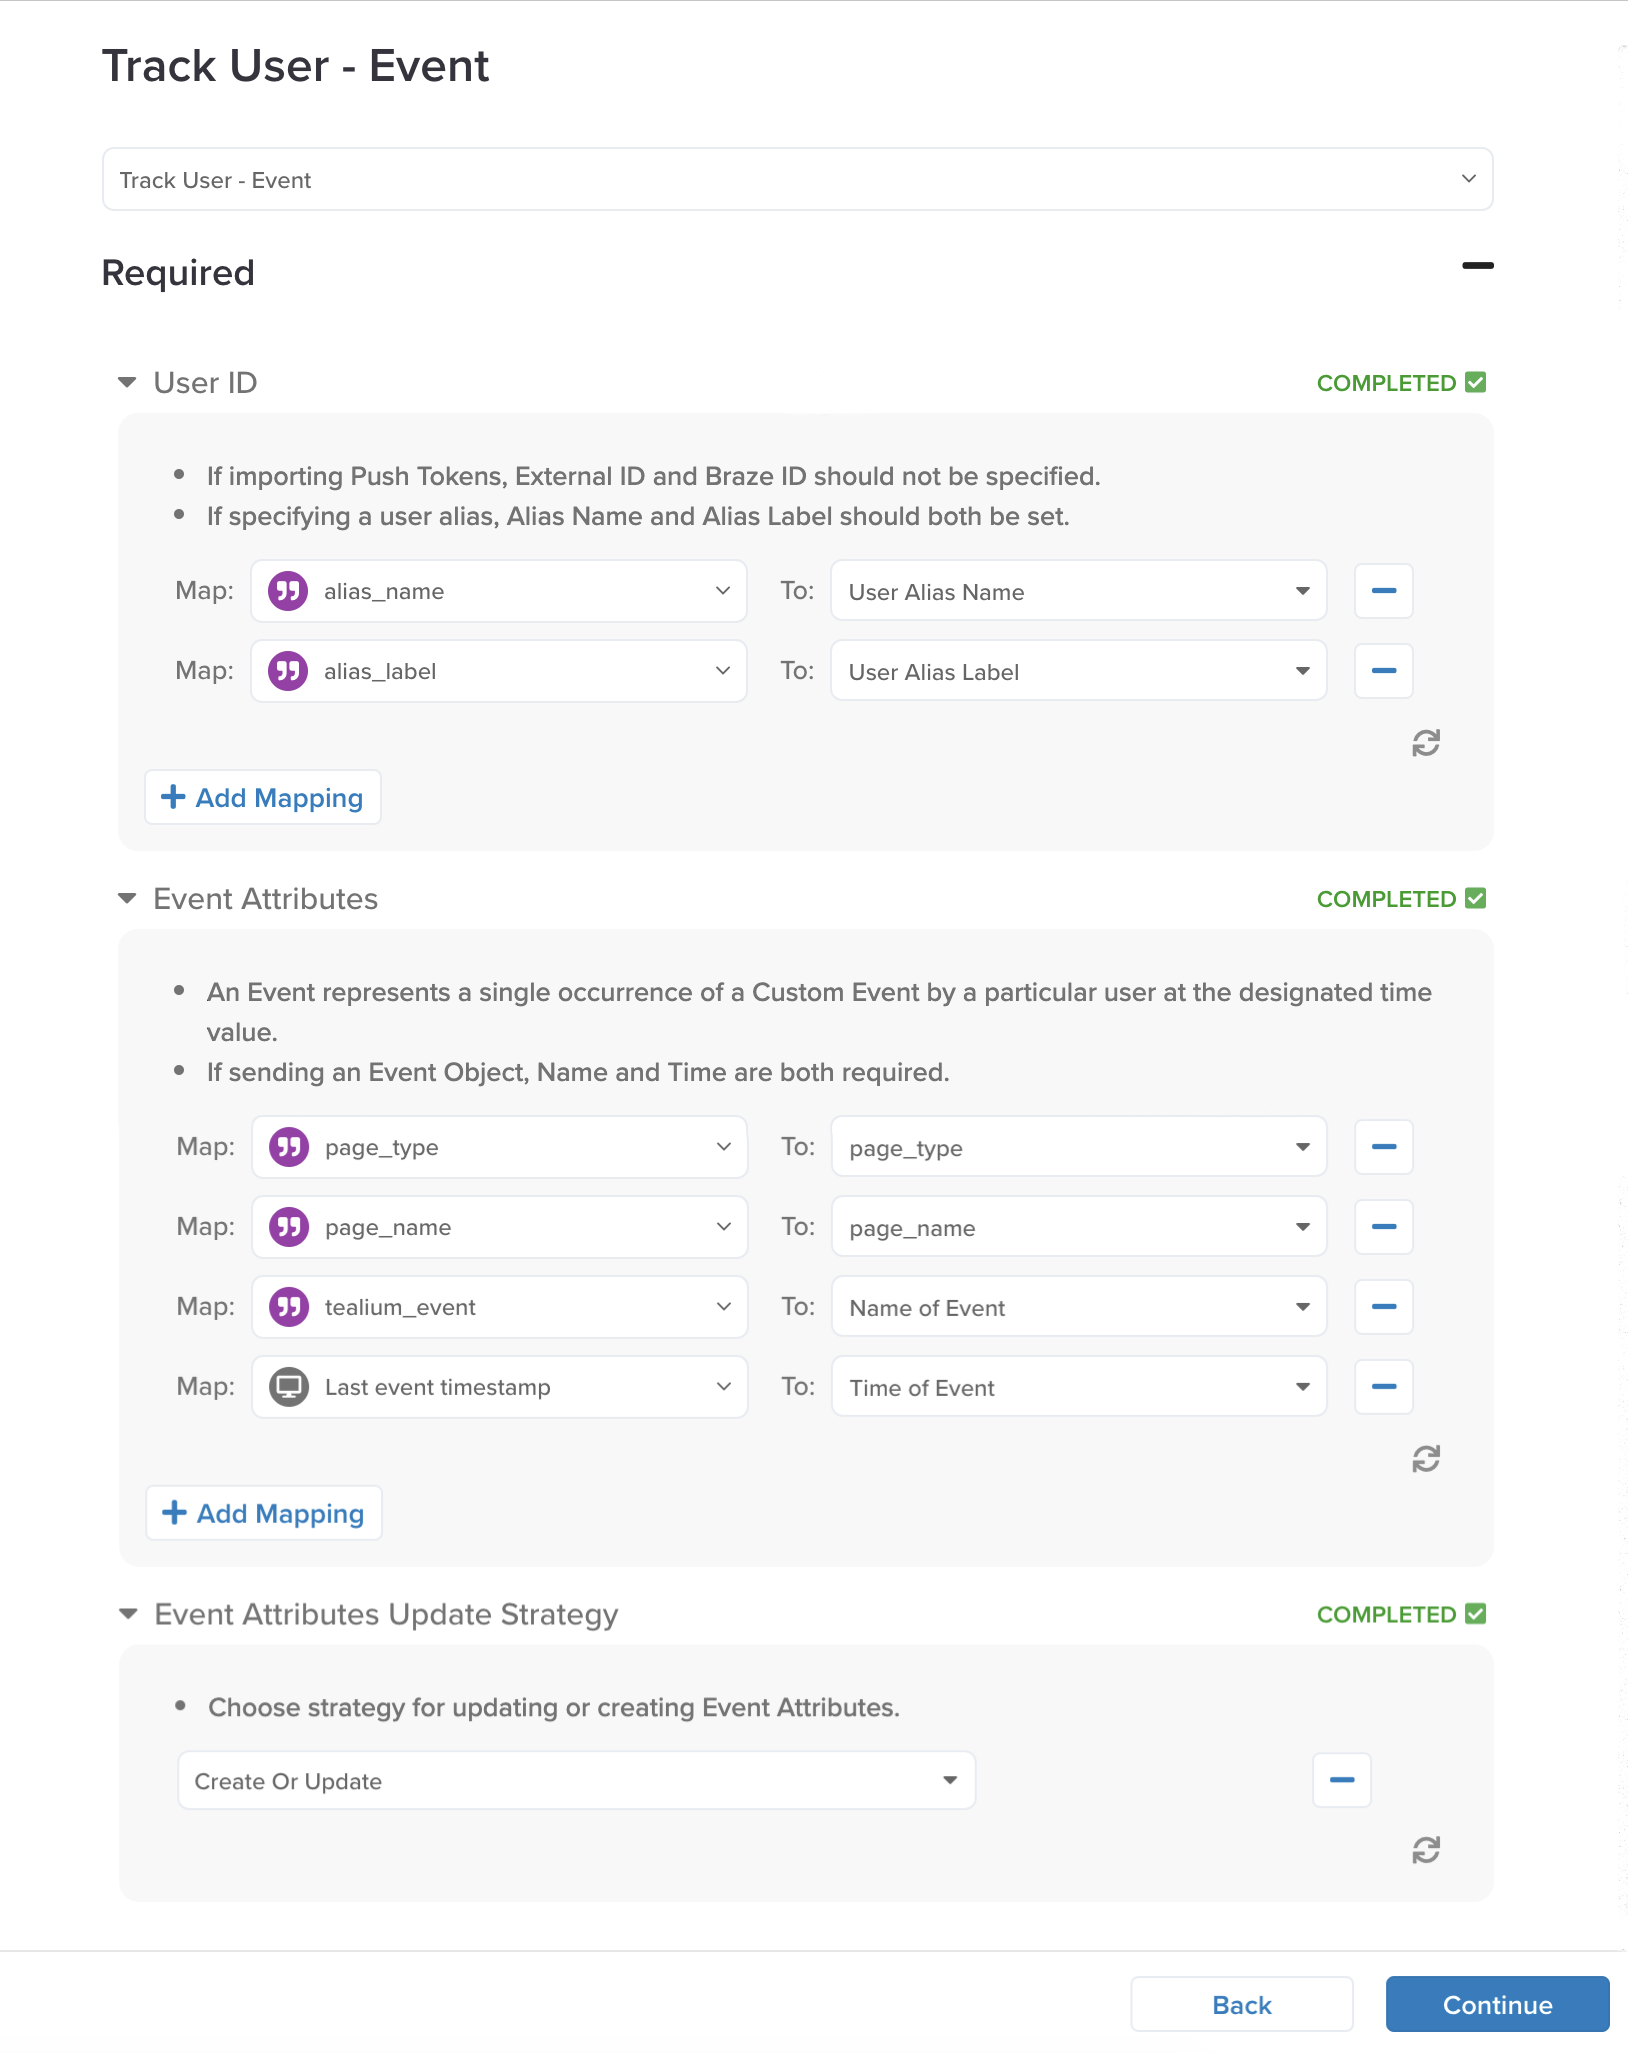 Track User - Event
Track User - Event
Required
User ID
COMPLETED
If importing Push Tokens, External ID and Braze ID should not be specified.
If specifying a user alias, Alias Name and Alias Label should both be set.
Map: alias_name To: User Alias Name
Map: alias_label To: User Alias Label
Add Mapping
Event Attributes
COMPLETED
An Event represents a single occurrence of a Custom Event by a particular user at the designated time
value.
If sending an Event Object, Name and Time are both required.
Map: page_type To: page_type
Map: page_name To: page_name
Map: tealium_event To: Name of Event
Map: Last event timestamp To: Time of Event
Add Mapping
Event Attributes Update Strategy
COMPLETED
Choose strategy for updating or creating Event Attributes.
Create Or Update
Back
Continue